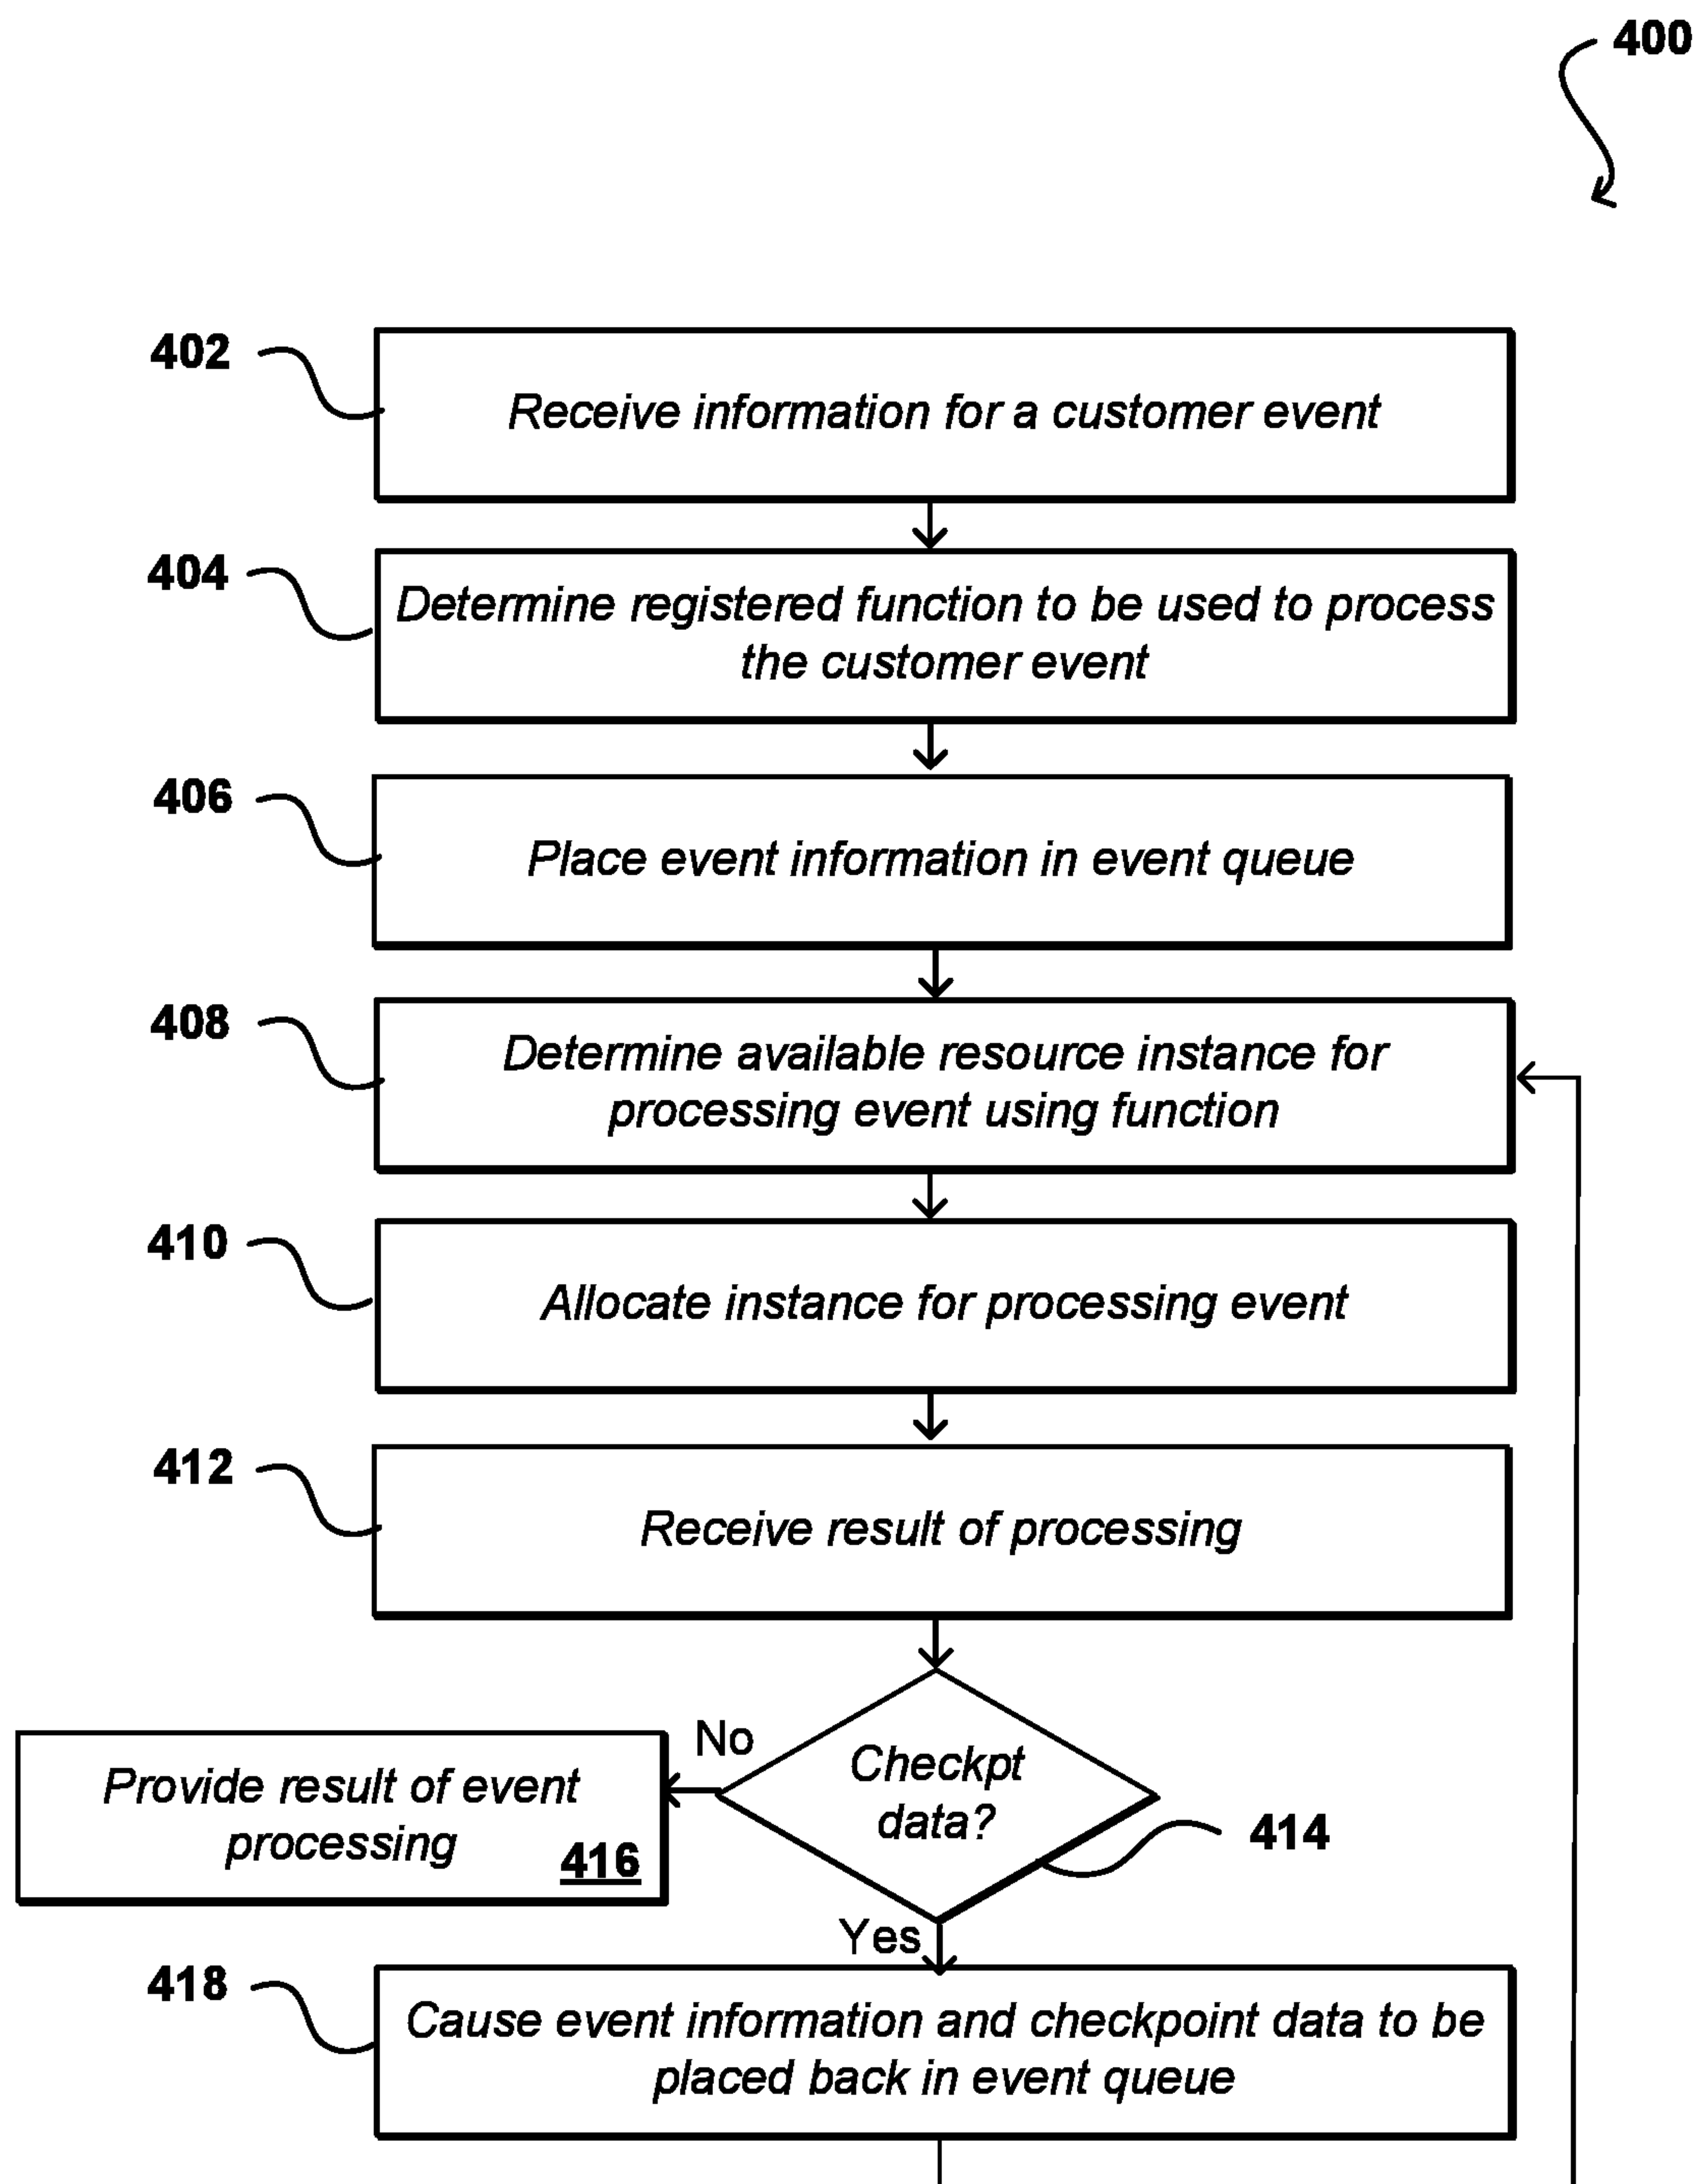 400
402
Receive information for a customer event
404
Determine registered function to be used to process
the customer event
406
Place event information in event queue
408
Determine available resource instance for
processing event using function
410
Allocate instance for processing event
412
Receive result of processing
No
Checkpt
data?
Provide result of event
processing
416
414
Yes
418
Cause event information and checkpoint data to be
placed back in event queue